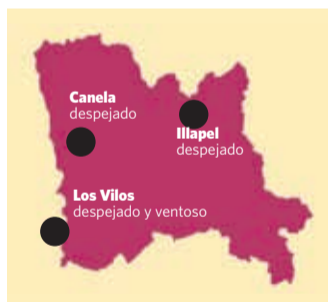 Canela
despejado
Illapel
despejado
Los Vilos
despejado y ventoso